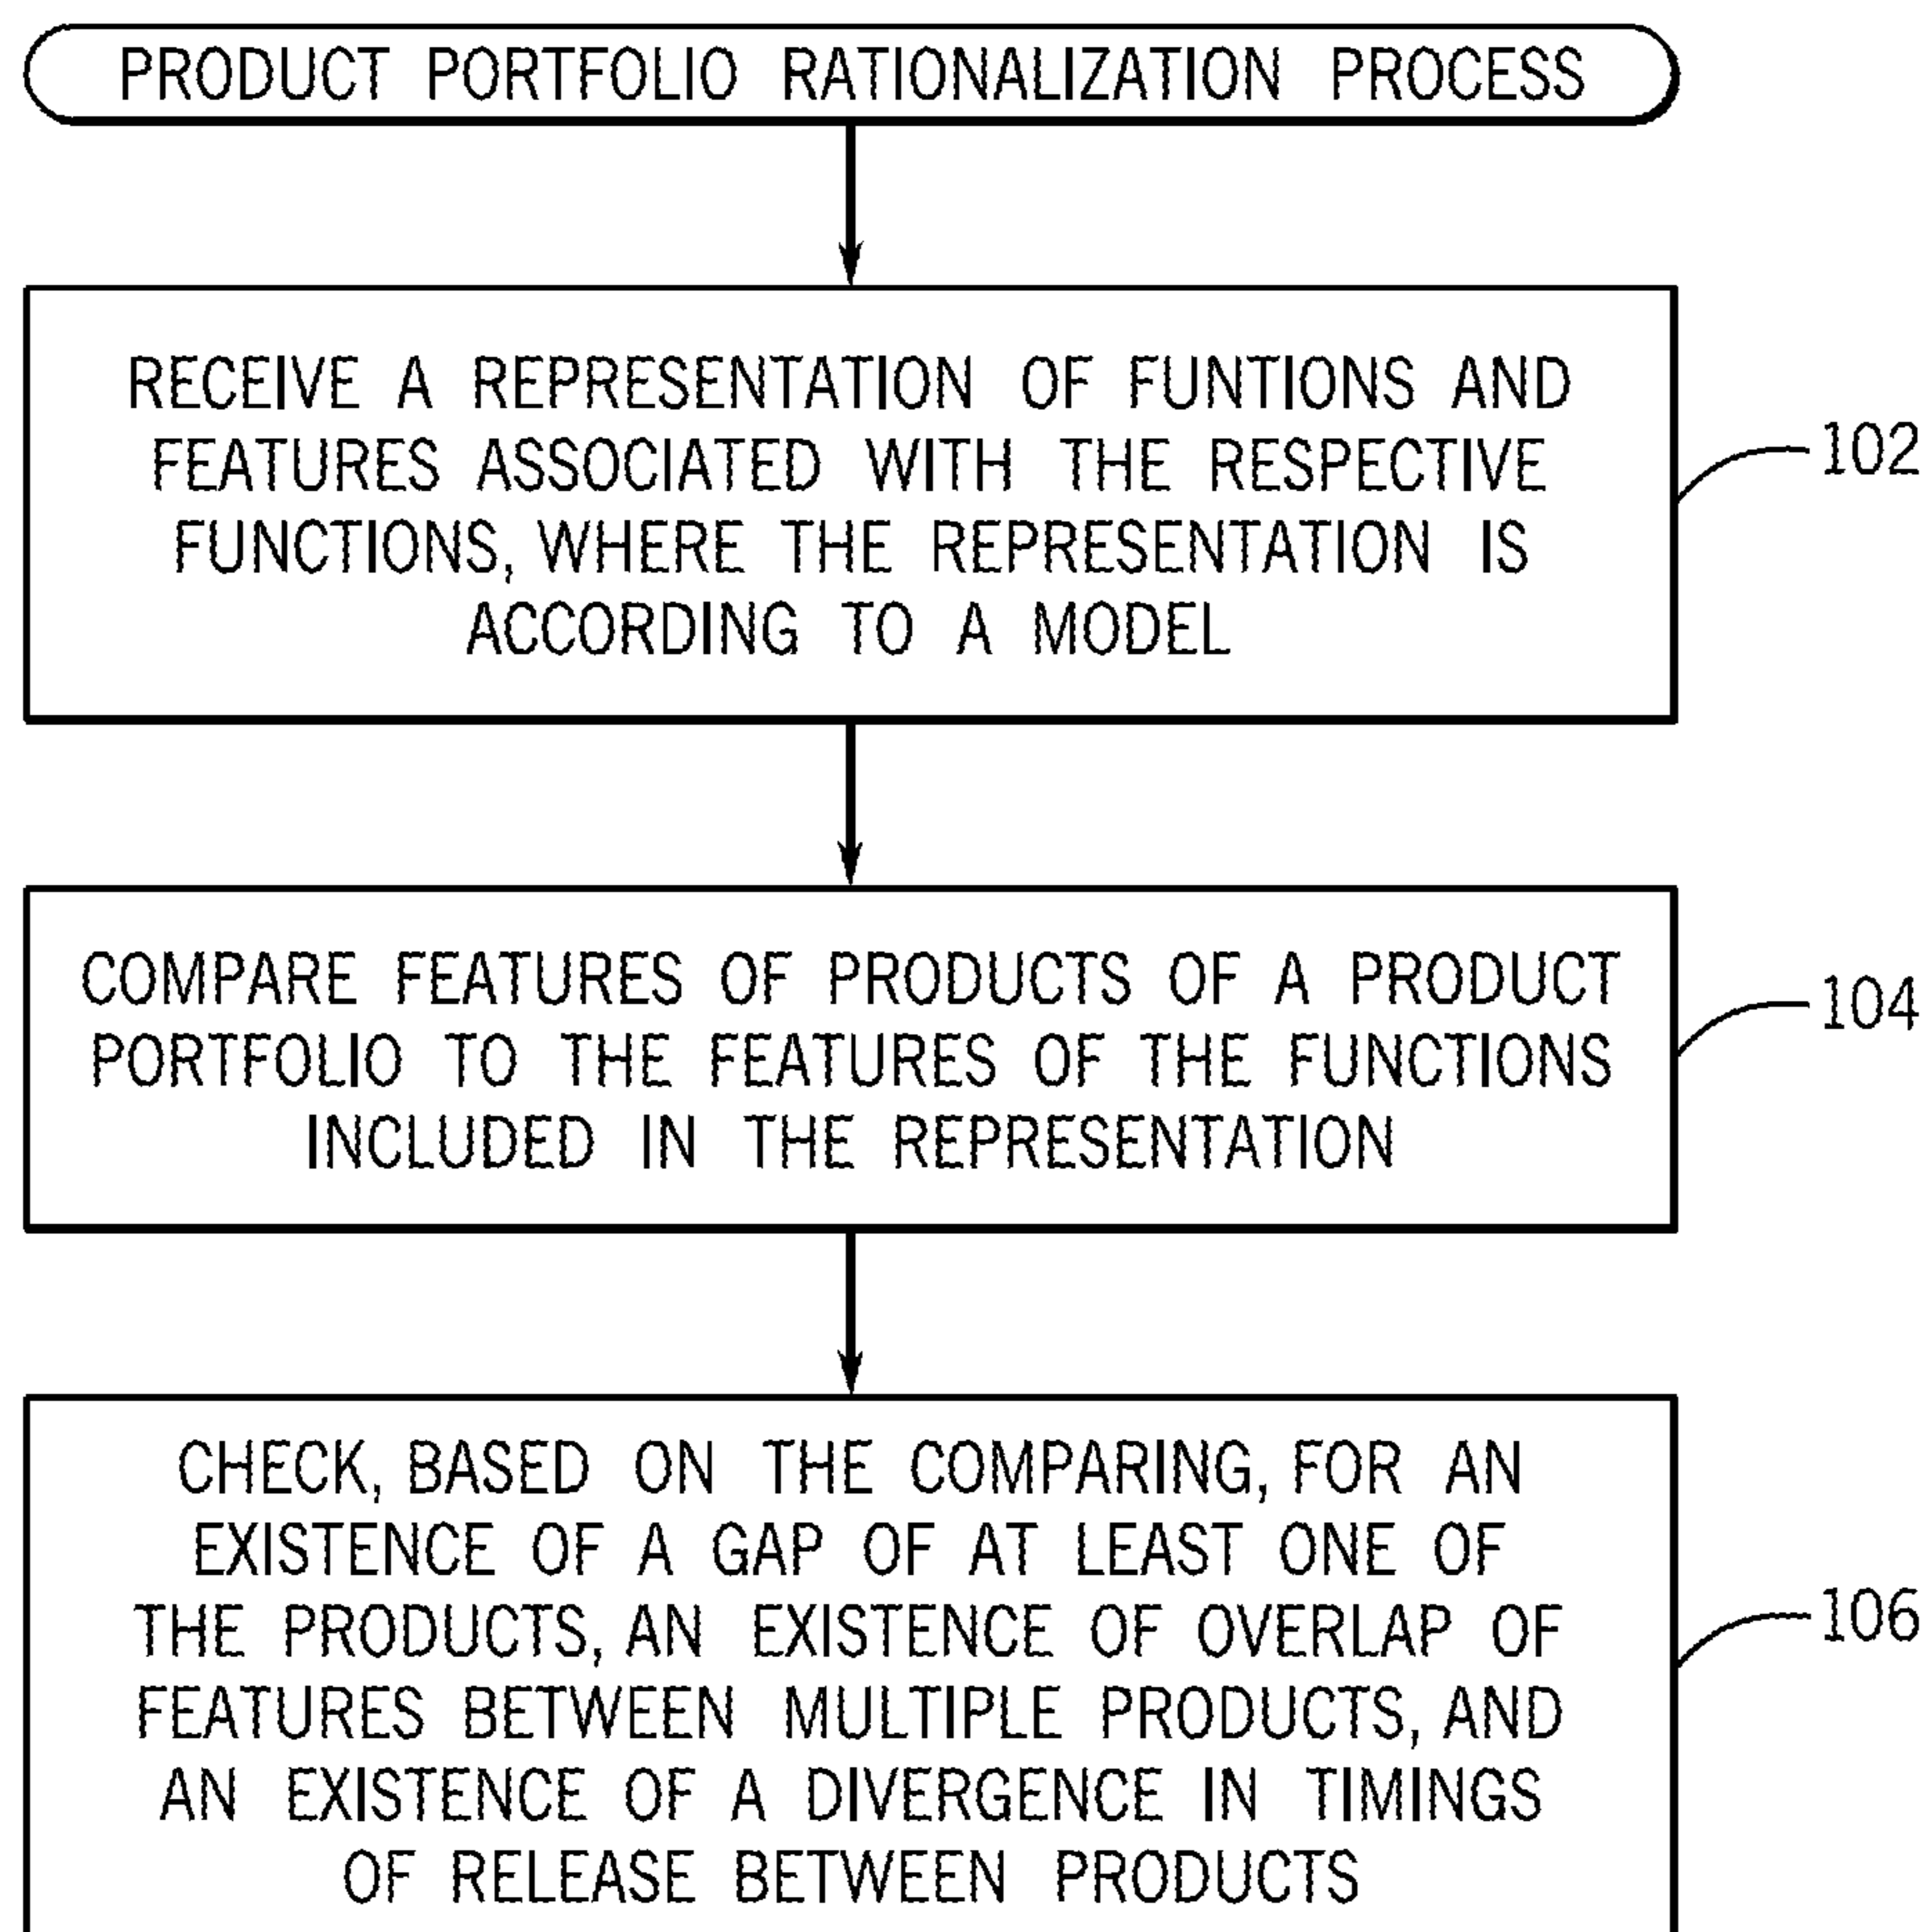 PRODUCT PORTFOLIO RATIONALIZATION PROCESS
RECEIVE A REPRESENTATION OF FUNTIONS AND
FEATURES ASSOCIATED WITH THE RESPECTIVE
FUNCTIONS, WHERE THE REPRESENTATION IS
ACCORDING TO A MODEL
102
COMPARE FEATURES OF PRODUCTS OF A PRODUCT
PORTFOLIO TO THE FEATURES OF THE FUNCTIONS
INCLUDED IN THE REPRESENTATION
104
CHECK, BASED ON THE COMPARING, FOR AN
EXISTENCE OF A GAP OF AT LEAST ONE OF
THE PRODUCTS, AN EXISTENCE OF OVERLAP OF
FEATURES BETWEEN MULTIPLE PRODUCTS, AND
AN EXISTENCE OF A DIVERGENCE IN TIMINGS
OF RELEASE BETWEEN PRODUCTS
106